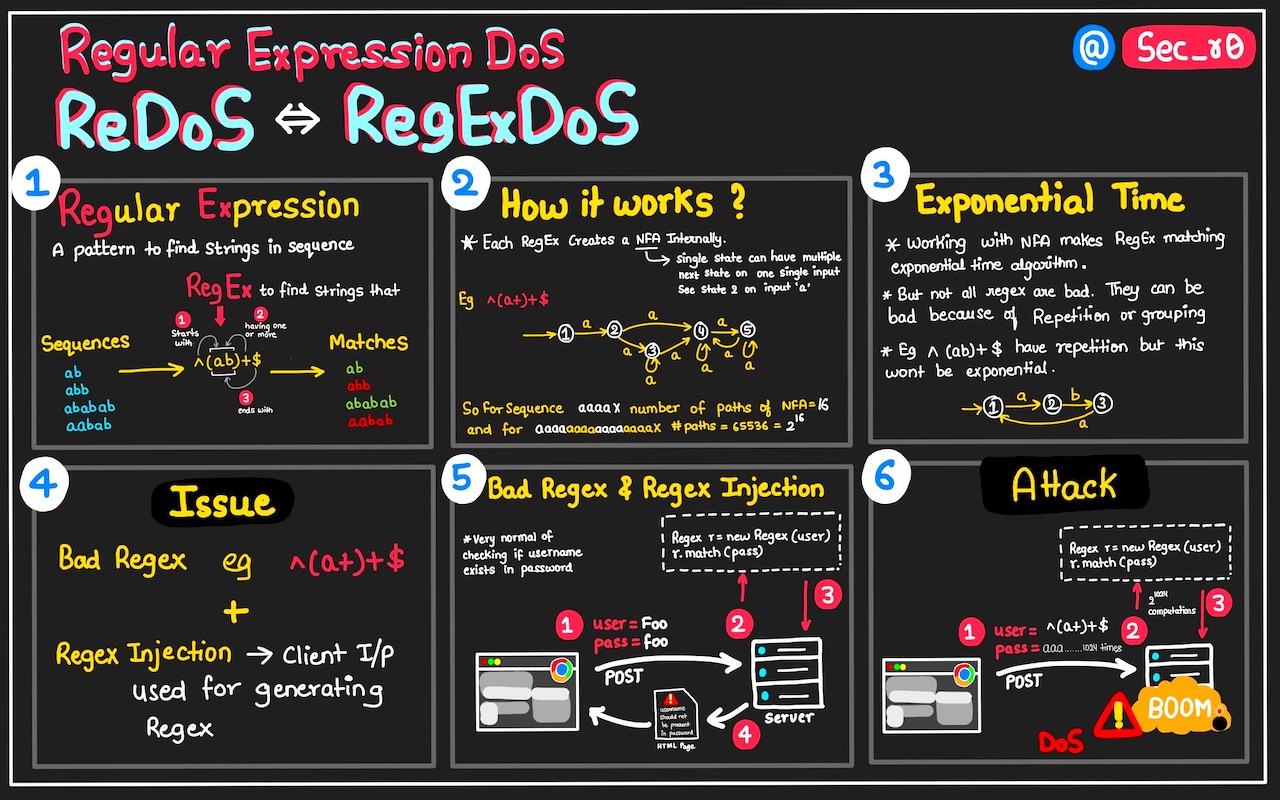 Regular Expression DoS
ReDoS ⇔ RegExDoS
@ Sec_r0
1
Regular Expression
A pattern to find strings in sequence
RegEx to find strings that
1
Starts
with
2
having one
or more
^(ab)+$
3
ends with
Sequences
ab
abb
ababab
aabab
Matches
ab
abb
ababab
aabab
2
How it works ?
* Each RegEx Creates a NFA Internally.
single state can have multiple
next state on one single input
See state 2 on input 'a'
Eg ^(a+)+$
1 a 2 a 4 a 5
a 3 a a a a
a
So for sequence aaaax number of paths of NFA=16
and for aaaaaaaaaaaaaaaax #paths = 65536 = 2^16
3
Exponential Time
* Working with NFA makes RegEx matching
exponential time algorithm.
* But not all regex are bad. They can be
bad because of Repetition or grouping
* Eg ^(ab)+$ have repetition but this
wont be exponential.
1 a 2 b 3
a
4
Issue
Bad Regex eg ^(a+)+$
+
Regex Injection → Client I/P
used for generating
Regex
5
Bad Regex & Regex Injection
*Very normal of
checking if username
exists in password
Regex r = new Regex (user)
r.match (pass)
1
user = Foo
pass = foo
2
3
POST
Server
username
should not
be present
in password
HTML Page
4
6
Attack
Regex r = new Regex (user)
r.match (pass)
2^1024
computations
3
1
user = ^(a+)+$
pass = aaa.......1024 times
2
POST
BOOM
DoS